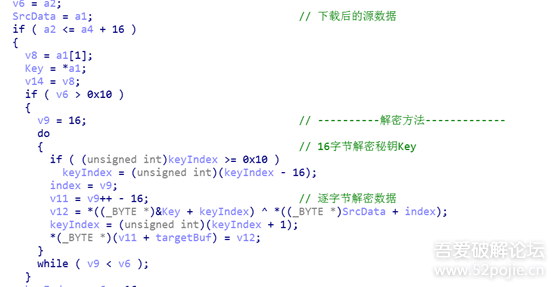 v6 = a2;
SrcData = a1; // 下载后的源数据
if ( a2 <= a4 + 16 )
{
v8 = a1[1];
Key = *a1;
v14 = v8;
if ( v6 > 0x10 )
{
v9 = 16; // ----------解密方法-------------
do
{ // 16字节解密秘钥Key
if ( (unsigned int)keyIndex >= 0x10 )
keyIndex = (unsigned int)(keyIndex - 16);
index = v9;
v11 = v9++ - 16; // 逐字节解密数据
v12 = *((_BYTE *)&Key + keyIndex) ^ *((_BYTE *)SrcData + index);
keyIndex = (unsigned int)(keyIndex + 1);
*(_BYTE *)(v11 + targetBuf) = v12;
}
while ( v9 < v6 );
}
吾爱破解论坛
www.52pojie.cn